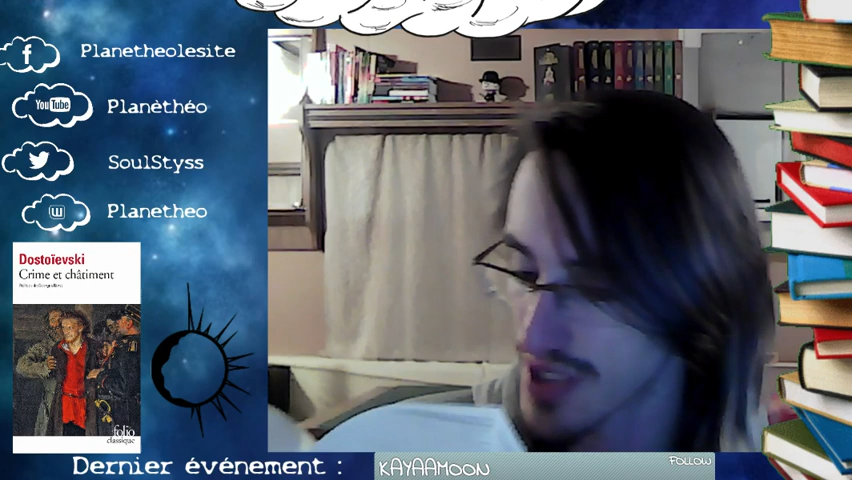 Planetheolesite
YouTube
Planèthéo
SoulStyss
Planetheo
Dostoïevski
Crime et châtiment
folio
classique
Dernier événement :
KAYAAMOON
FOLLOW